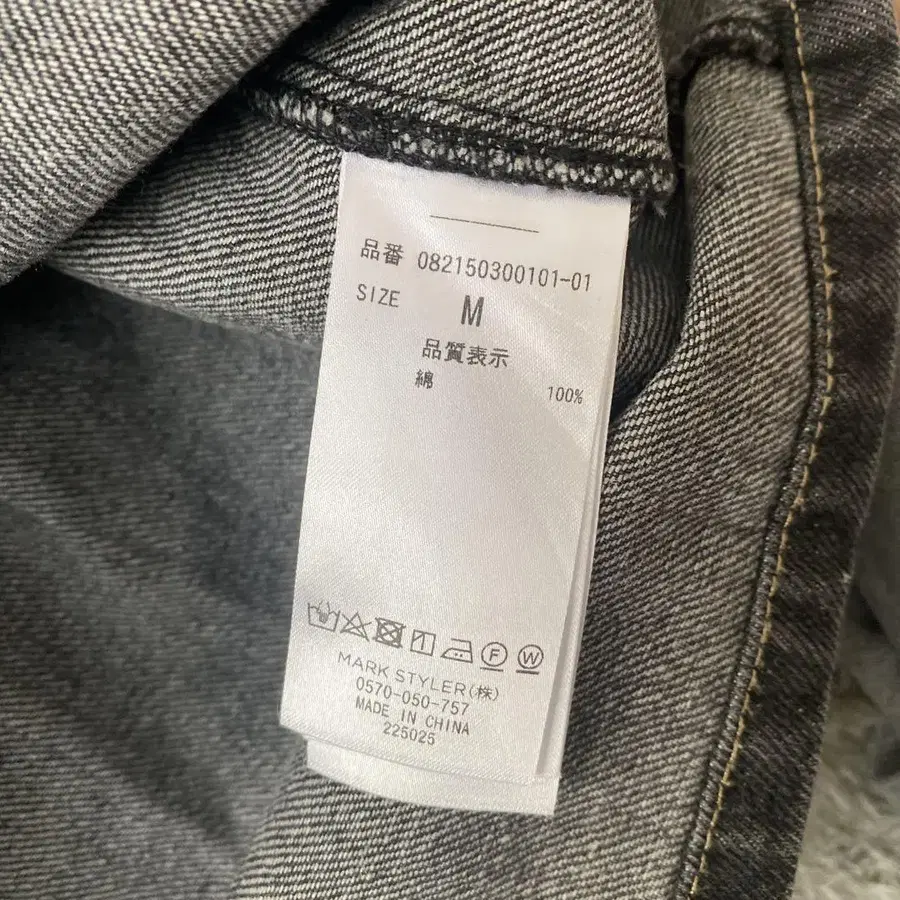 品番 082150300101-01
SIZE M
品質表示
綿 100%
F W
MARK STYLER(株)
0570-050-757
MADE IN CHINA
225025